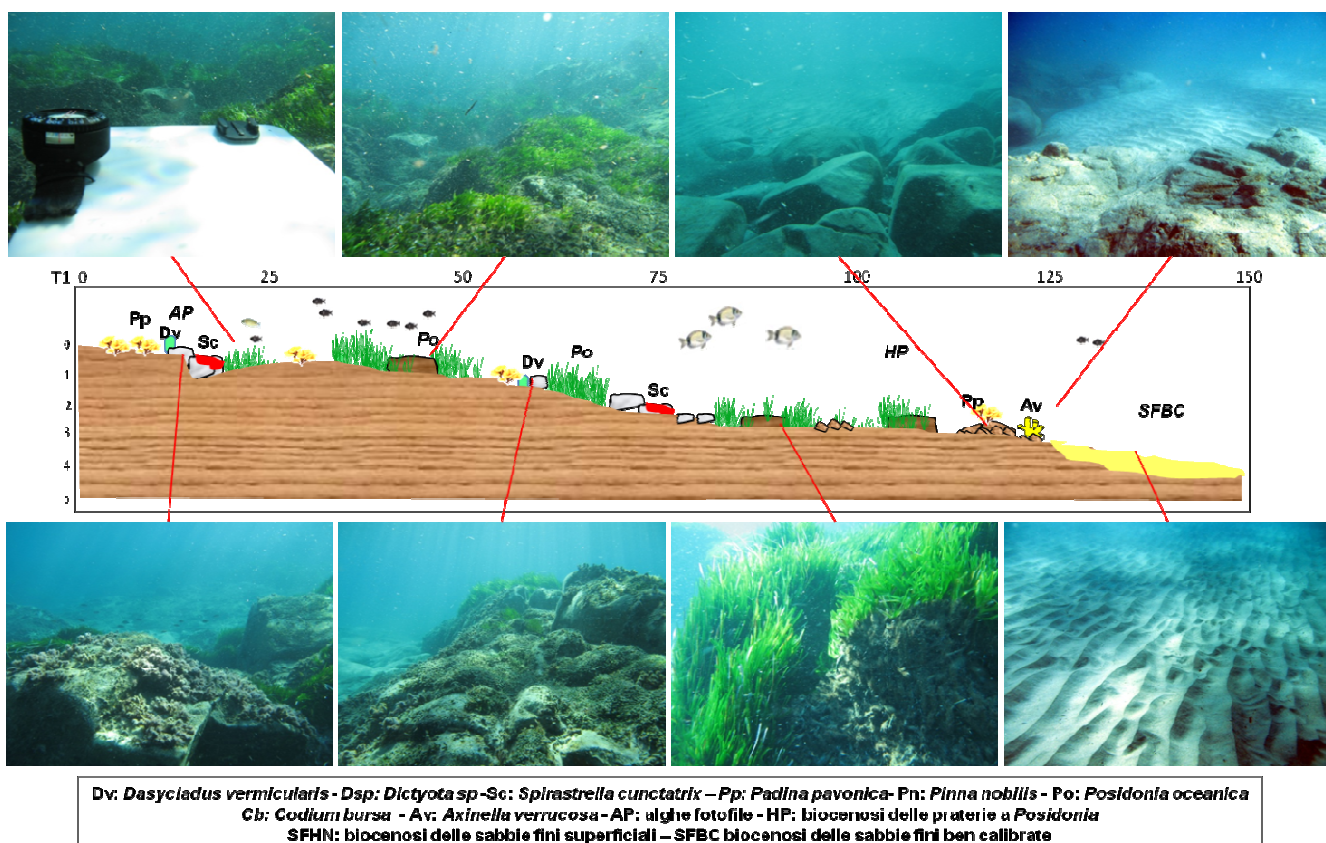 T1 0 25 50 75 100 125 150
AP
Pp
Dv
Sc
Po
Dv
Po
Sc
HP
Pp
Av
SFBC
0
1
2
3
4
5
Dv: Dasycladus vermicularis - Dsp: Dictyota sp -Sc: Spirastrella cunctatrix – Pp: Padina pavonica- Pn: Pinna nobilis - Po: Posidonia oceanica
Cb: Codium bursa - Av: Axinella verrucosa - AP: alghe fotofile - HP: biocenosi delle praterie a Posidonia
SFHN: biocenosi delle sabbie fini superficiali – SFBC biocenosi delle sabbie fini ben calibrate